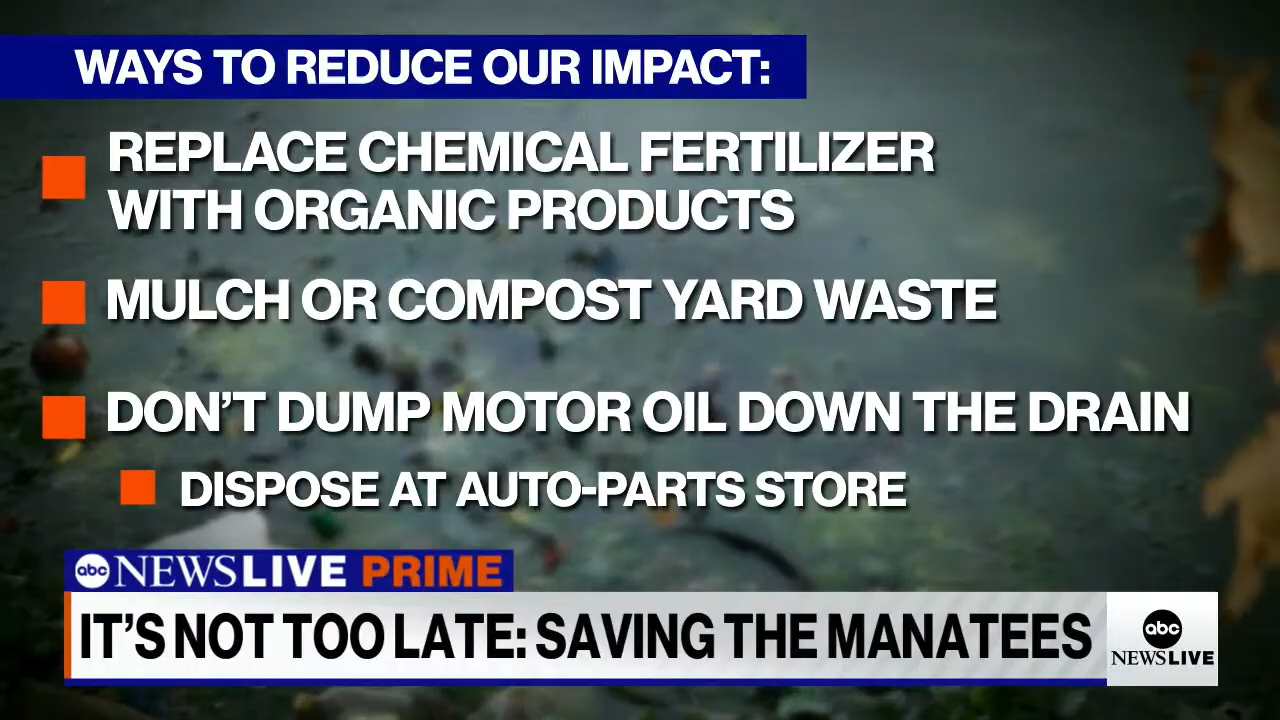 WAYS TO REDUCE OUR IMPACT:
REPLACE CHEMICAL FERTILIZER
WITH ORGANIC PRODUCTS
MULCH OR COMPOST YARD WASTE
DON'T DUMP MOTOR OIL DOWN THE DRAIN
DISPOSE AT AUTO-PARTS STORE
abc NEWS LIVE PRIME
IT'S NOT TOO LATE: SAVING THE MANATEES
abc
NEWS LIVE